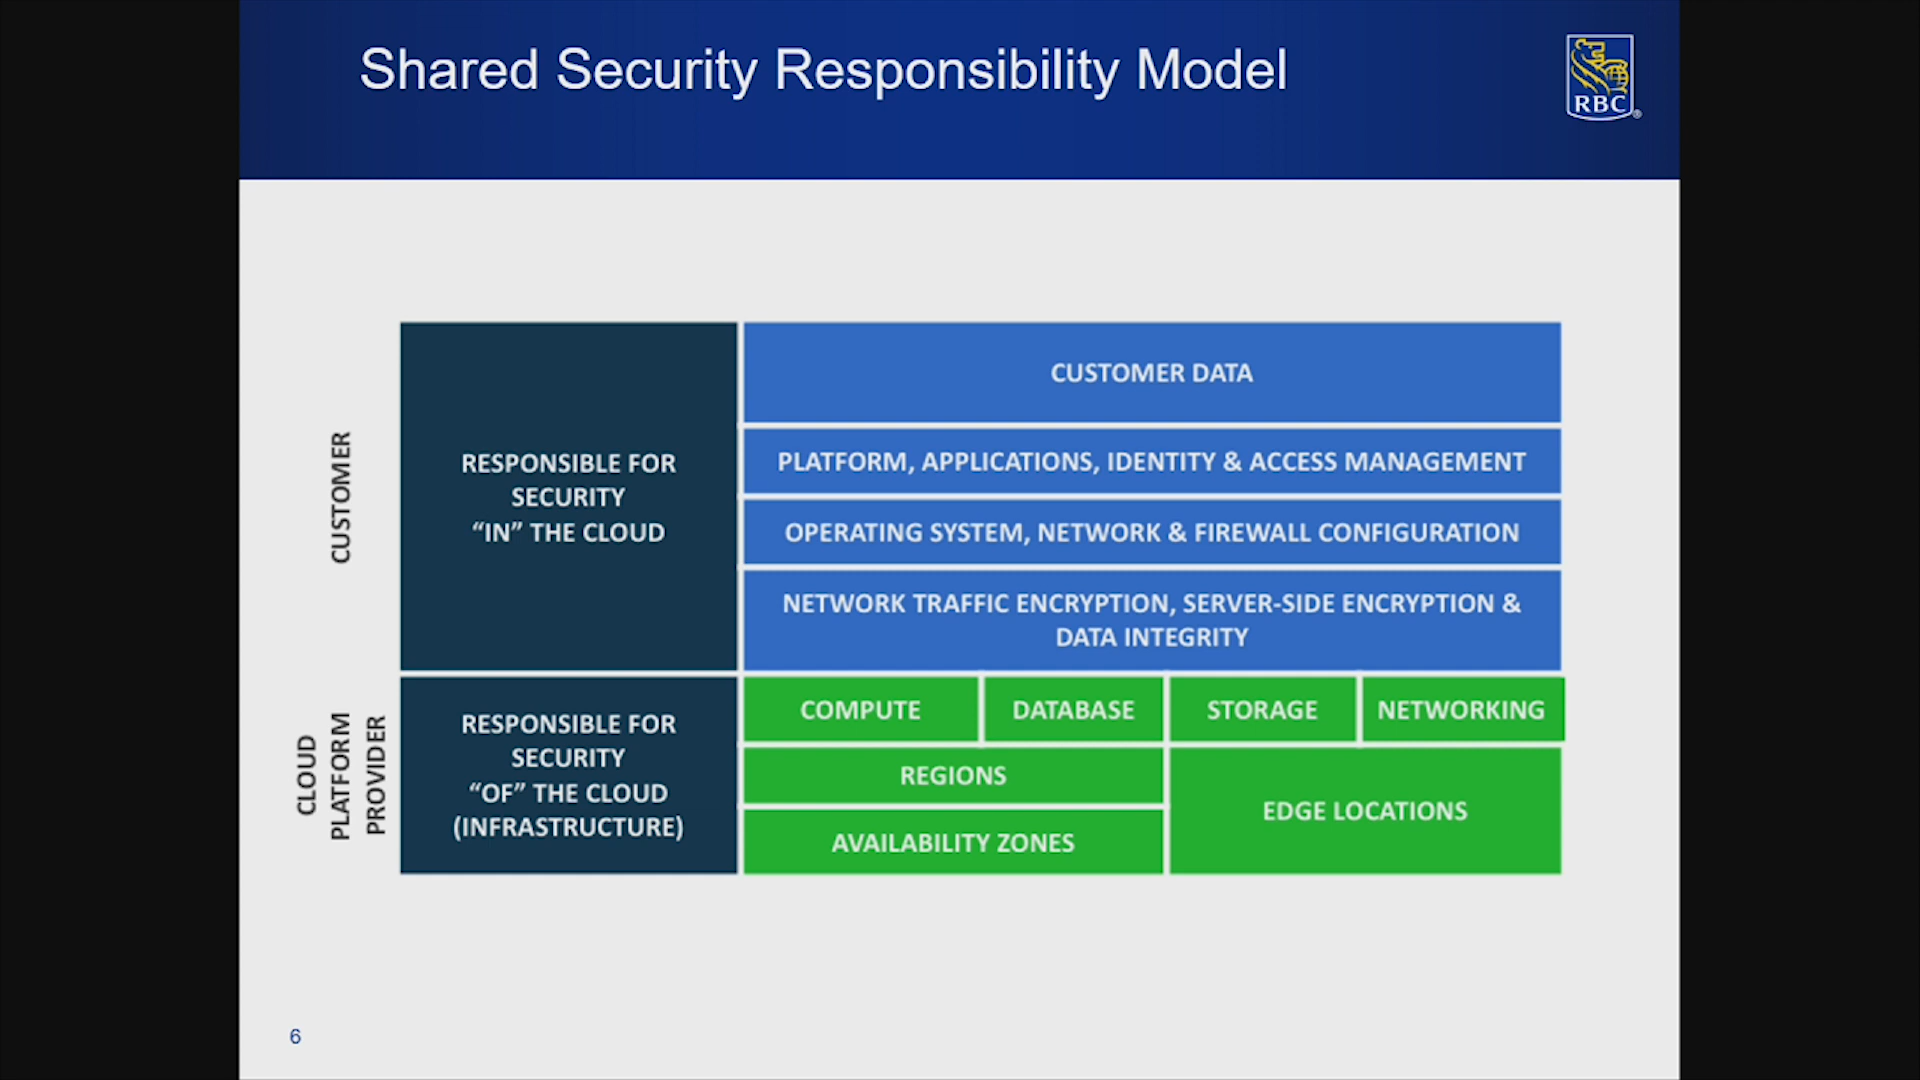 Shared Security Responsibility Model
RBC
CUSTOMER
RESPONSIBLE FOR
SECURITY
“IN” THE CLOUD
CUSTOMER DATA
PLATFORM, APPLICATIONS, IDENTITY & ACCESS MANAGEMENT
OPERATING SYSTEM, NETWORK & FIREWALL CONFIGURATION
NETWORK TRAFFIC ENCRYPTION, SERVER-SIDE ENCRYPTION &
DATA INTEGRITY
CLOUD
PLATFORM
PROVIDER
RESPONSIBLE FOR
SECURITY
“OF” THE CLOUD
(INFRASTRUCTURE)
COMPUTE
DATABASE
STORAGE
NETWORKING
REGIONS
AVAILABILITY ZONES
EDGE LOCATIONS
6